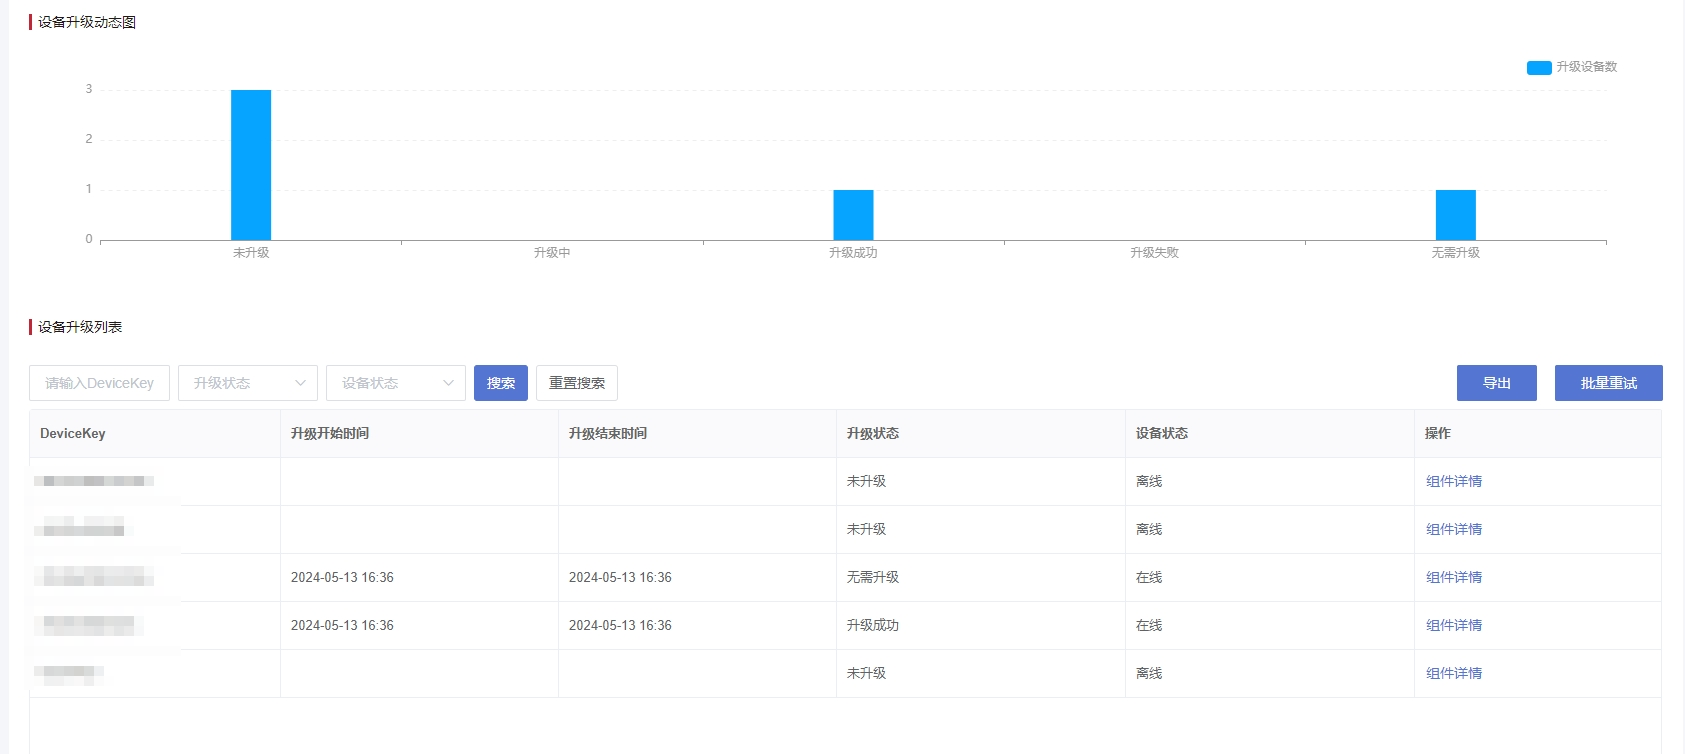 设备升级动态图
升级设备数
3
2
1
0
未升级 升级中 升级成功 升级失败 无需升级
设备升级列表
请输入DeviceKey 升级状态 设备状态 搜索 重置搜索 导出 批量重试
DeviceKey 升级开始时间 升级结束时间 升级状态 设备状态 操作
未升级 离线 组件详情
未升级 离线 组件详情
2024-05-13 16:36 2024-05-13 16:36 无需升级 在线 组件详情
2024-05-13 16:36 2024-05-13 16:36 升级成功 在线 组件详情
未升级 离线 组件详情